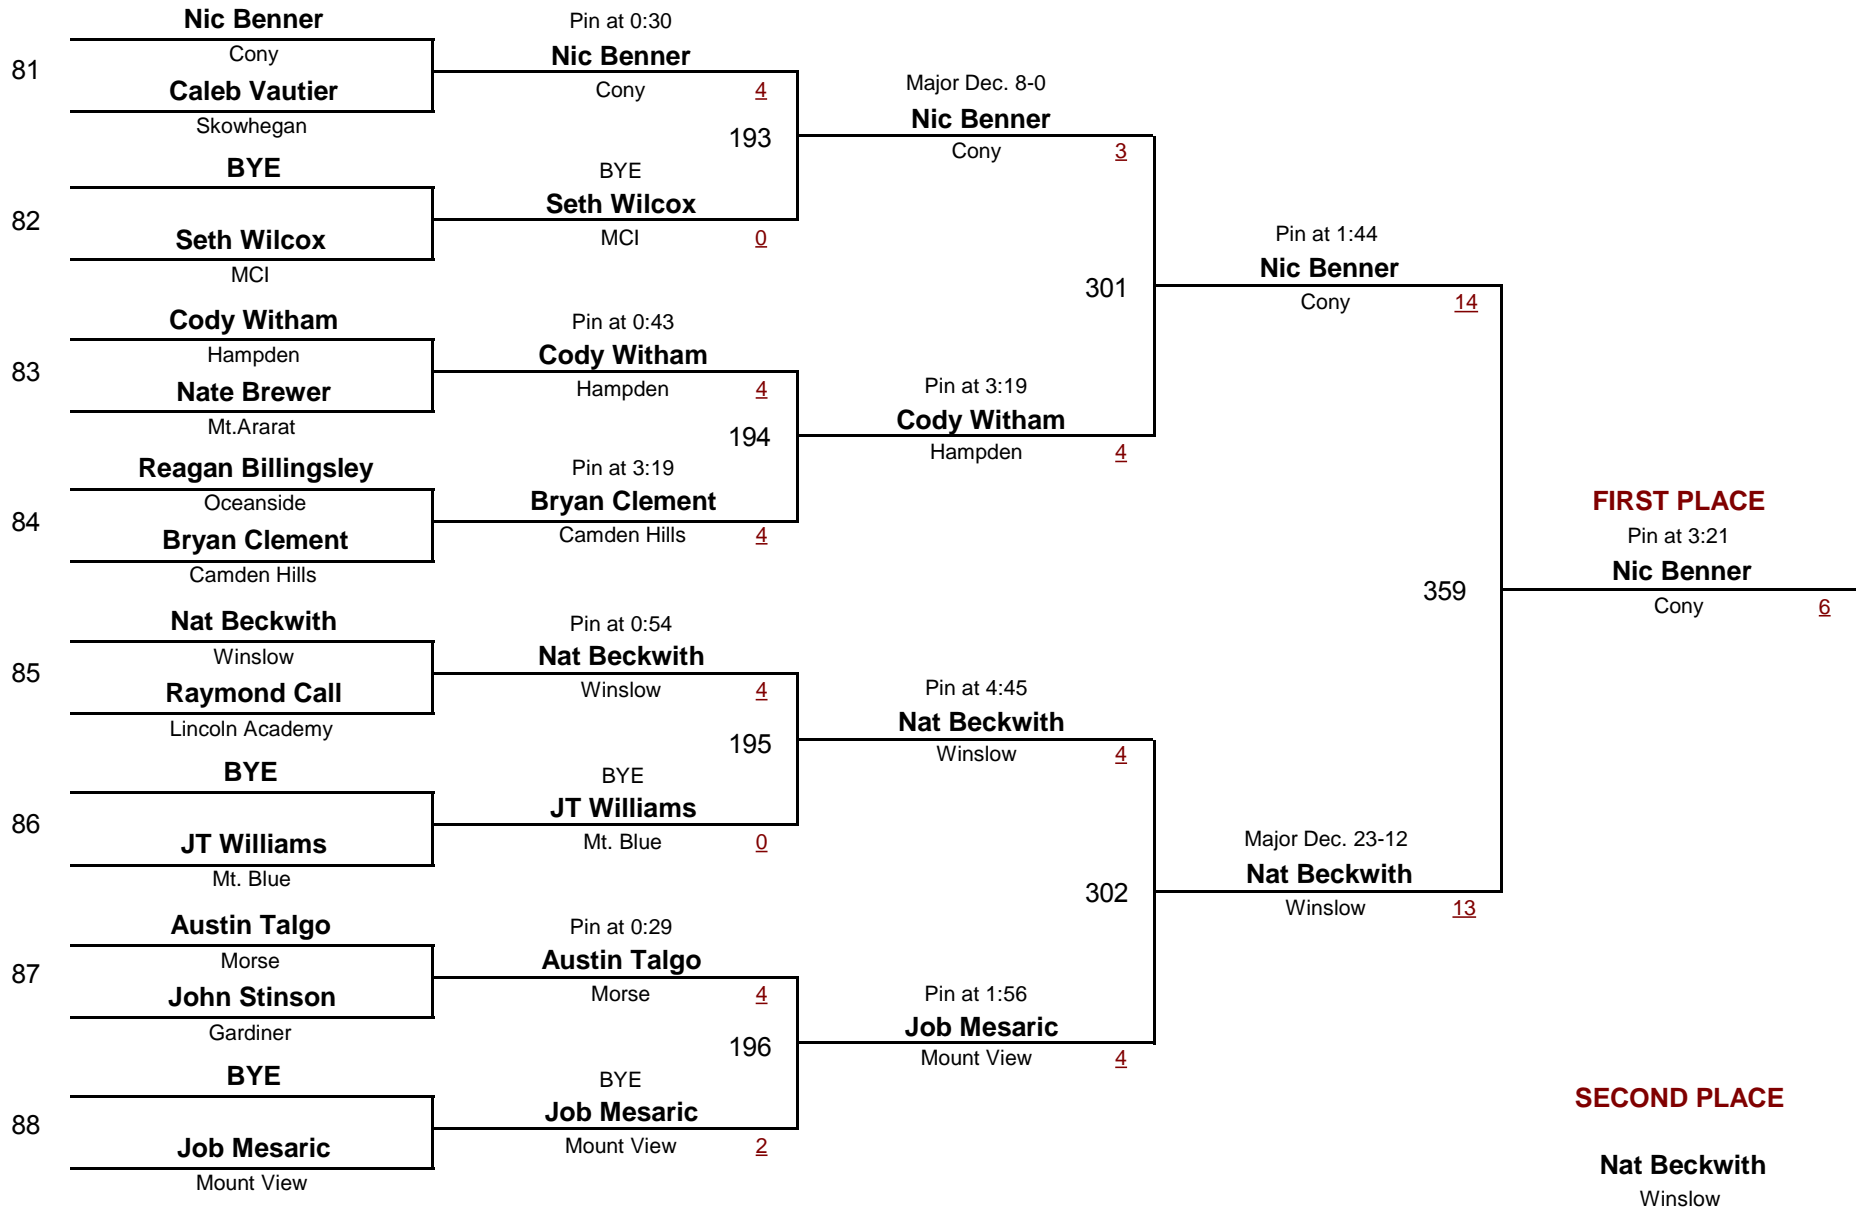 Nic Benner
Cony
81
Caleb Vautier
Skowhegan
BYE
82
Seth Wilcox
MCI
Cody Witham
Hampden
83
Nate Brewer
Mt.Ararat
Reagan Billingsley
Oceanside
84
Bryan Clement
Camden Hills
Nat Beckwith
Winslow
85
Raymond Call
Lincoln Academy
BYE
86
JT Williams
Mt. Blue
Austin Talgo
Morse
87
John Stinson
Gardiner
BYE
88
Job Mesaric
Mount View
Pin at 0:30
Nic Benner
Cony 4
193
BYE
Seth Wilcox
MCI 0
Pin at 0:43
Cody Witham
Hampden 4
194
Pin at 3:19
Bryan Clement
Camden Hills 4
Pin at 0:54
Nat Beckwith
Winslow 4
195
BYE
JT Williams
Mt. Blue 0
Pin at 0:29
Austin Talgo
Morse 4
196
BYE
Job Mesaric
Mount View 2
Major Dec. 8-0
Nic Benner
Cony 3
301
Pin at 3:19
Cody Witham
Hampden 4
Pin at 4:45
Nat Beckwith
Winslow 4
302
Pin at 1:56
Job Mesaric
Mount View 4
Pin at 1:44
Nic Benner
Cony 14
359
Major Dec. 23-12
Nat Beckwith
Winslow 13
FIRST PLACE
Pin at 3:21
Nic Benner
Cony 6
SECOND PLACE
Nat Beckwith
Winslow